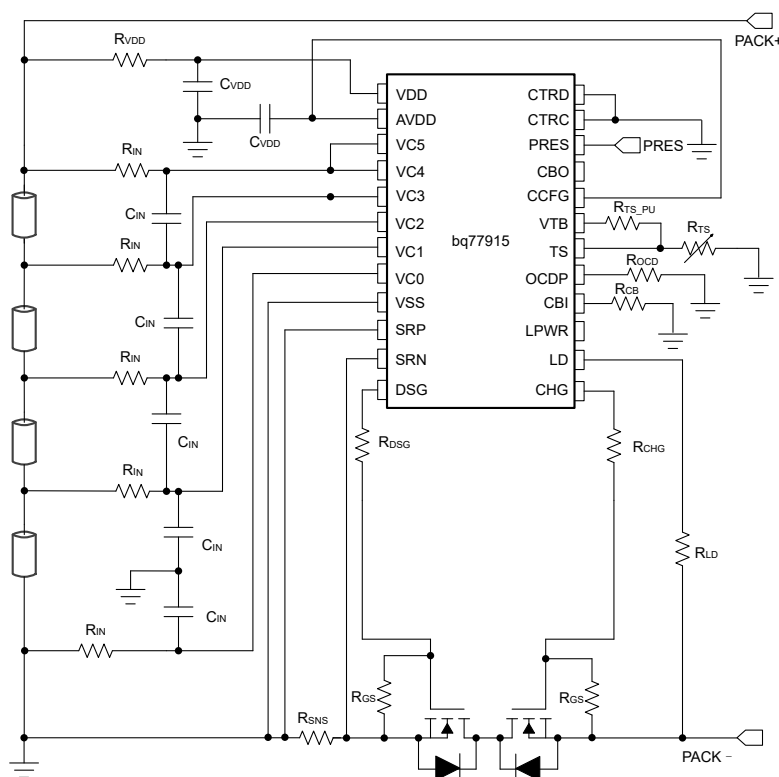 PACK+
RVDD
CVDD
CVDD
RIN
CIN
RIN
CIN
RIN
CIN
RIN
CIN
CIN
RIN
VDD
AVDD
VC5
VC4
VC3
VC2
VC1
VC0
VSS
SRP
SRN
DSG
bq77915
CTRD
CTRC
PRES
CBO
CCFG
VTB
TS
OCDP
CBI
LPWR
LD
CHG
PRES
RTS_PU
RTS
ROCD
RCB
RDSG
RCHG
RLD
RGS
RGS
RSNS
PACK –